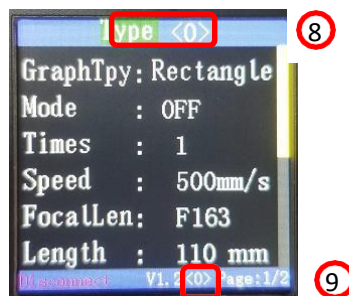 Type <0>
8
GraphTpy: Rectangle
Mode : OFF
Times : 1
Speed : 500mm/s
FocalLen: F163
Length : 110 mm
Disconnect V1.2<0> Page:1/2
9